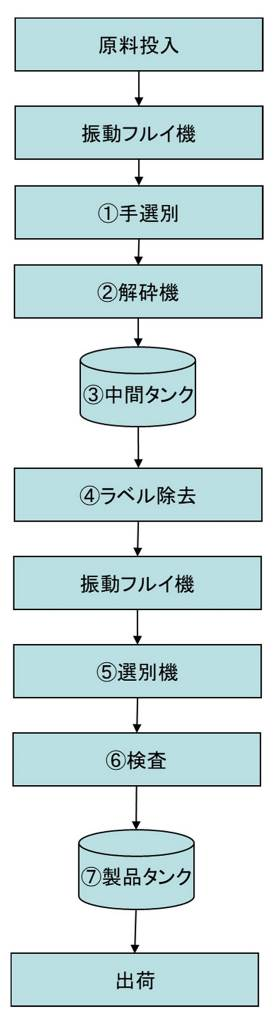 原料投入
振動フルイ機
①手選別
②解砕機
③中間タンク
④ラベル除去
振動フルイ機
⑤選別機
⑥検査
⑦製品タンク
出荷